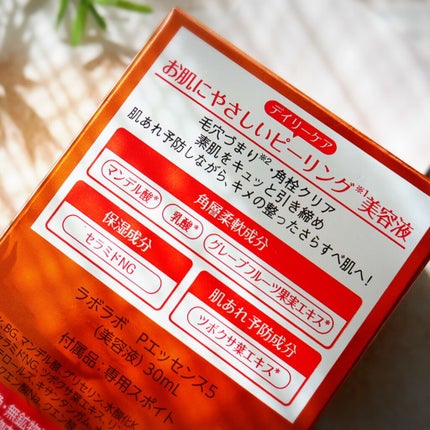 デイリーケア
お肌にやさしいピーリング※1美容液
毛穴づまり※2・角栓クリア
素肌をキュッと引き締め
肌あれ予防しながら、キメの整ったさらすべ肌へ!
角層柔軟成分
マンデル酸* 乳酸* グレープフルーツ果実エキス*
保湿成分
セラミドNG
肌あれ予防成分
ツボクサ葉エキス*
ラボラボ Pエッセンス5
(美容液) 30mL
付属品:専用スポイト